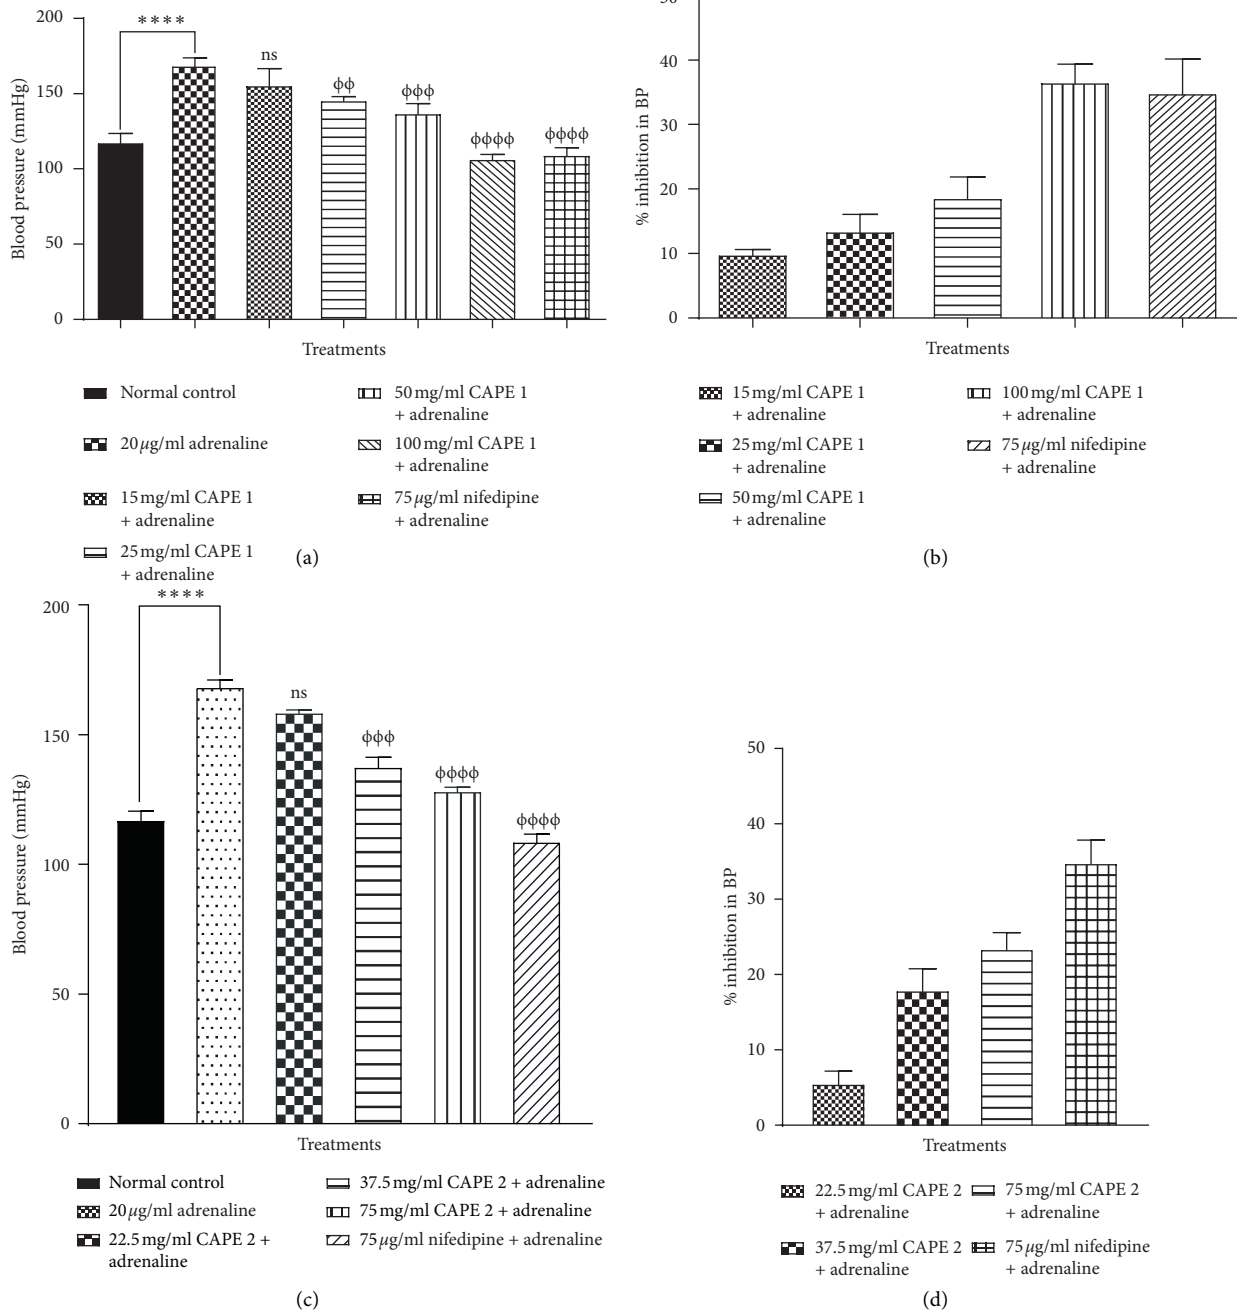 200
150
100
50
0
Blood pressure (mmHg)
****
ns
ϕϕ
ϕϕϕ
ϕϕϕϕ
ϕϕϕϕ
Treatments
Normal control
20 µg/ml adrenaline
15 mg/ml CAPE 1
+ adrenaline
25 mg/ml CAPE 1
+ adrenaline
50 mg/ml CAPE 1
+ adrenaline
100 mg/ml CAPE 1
+ adrenaline
75 µg/ml nifedipine
+ adrenaline
(a)
50
40
30
20
10
0
% inhibition in BP
Treatments
15 mg/ml CAPE 1
+ adrenaline
25 mg/ml CAPE 1
+ adrenaline
50 mg/ml CAPE 1
+ adrenaline
100 mg/ml CAPE 1
+ adrenaline
75 µg/ml nifedipine
+ adrenaline
(b)
200
150
100
50
0
Blood pressure (mmHg)
****
ns
ϕϕϕ
ϕϕϕϕ
ϕϕϕϕ
Treatments
Normal control
20 µg/ml adrenaline
22.5 mg/ml CAPE 2 +
adrenaline
37.5 mg/ml CAPE 2 + adrenaline
75 mg/ml CAPE 2 + adrenaline
75 µg/ml nifedipine + adrenaline
(c)
50
40
30
20
10
0
% inhibition in BP
Treatments
22.5 mg/ml CAPE 2
+ adrenaline
37.5 mg/ml CAPE 2
+ adrenaline
75 mg/ml CAPE 2
+ adrenaline
75 µg/ml nifedipine
+ adrenaline
(d)